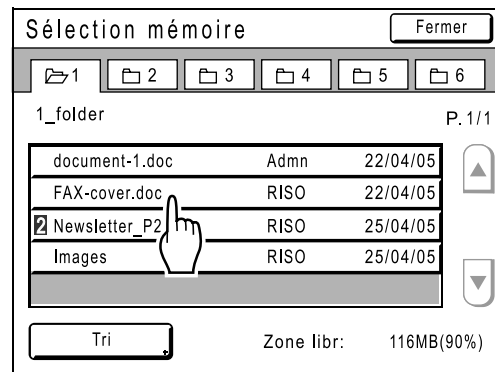 Sélection mémoire Fermer
1 2 3 4 5 6
1_folder P. 1/1
document-1.doc Admn 22/04/05
FAX-cover.doc RISO 22/04/05
2 Newsletter_P2 RISO 25/04/05
Images RISO 25/04/05
Tri Zone libr: 116MB(90%)